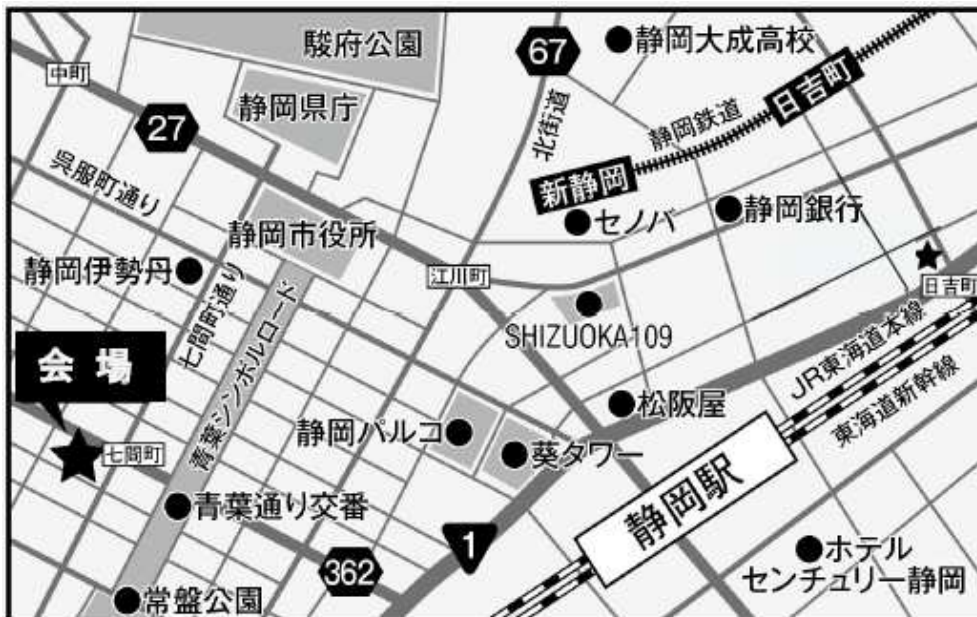 駿府公園
67
静岡大成高校
中町
静岡県庁
日吉町
27
北街道
静岡鉄道
呉服町通り
新静岡
セノバ
静岡銀行
静岡市役所
静岡伊勢丹
七間町通り
江川町
日吉町
青葉シンボルロード
SHIZUOKA109
会場
JR東海道本線
松阪屋
東海道新幹線
静岡パルコ
葵タワー
七間町
静岡駅
青葉通り交番
1
362
ホテル
センチュリー静岡
常盤公園